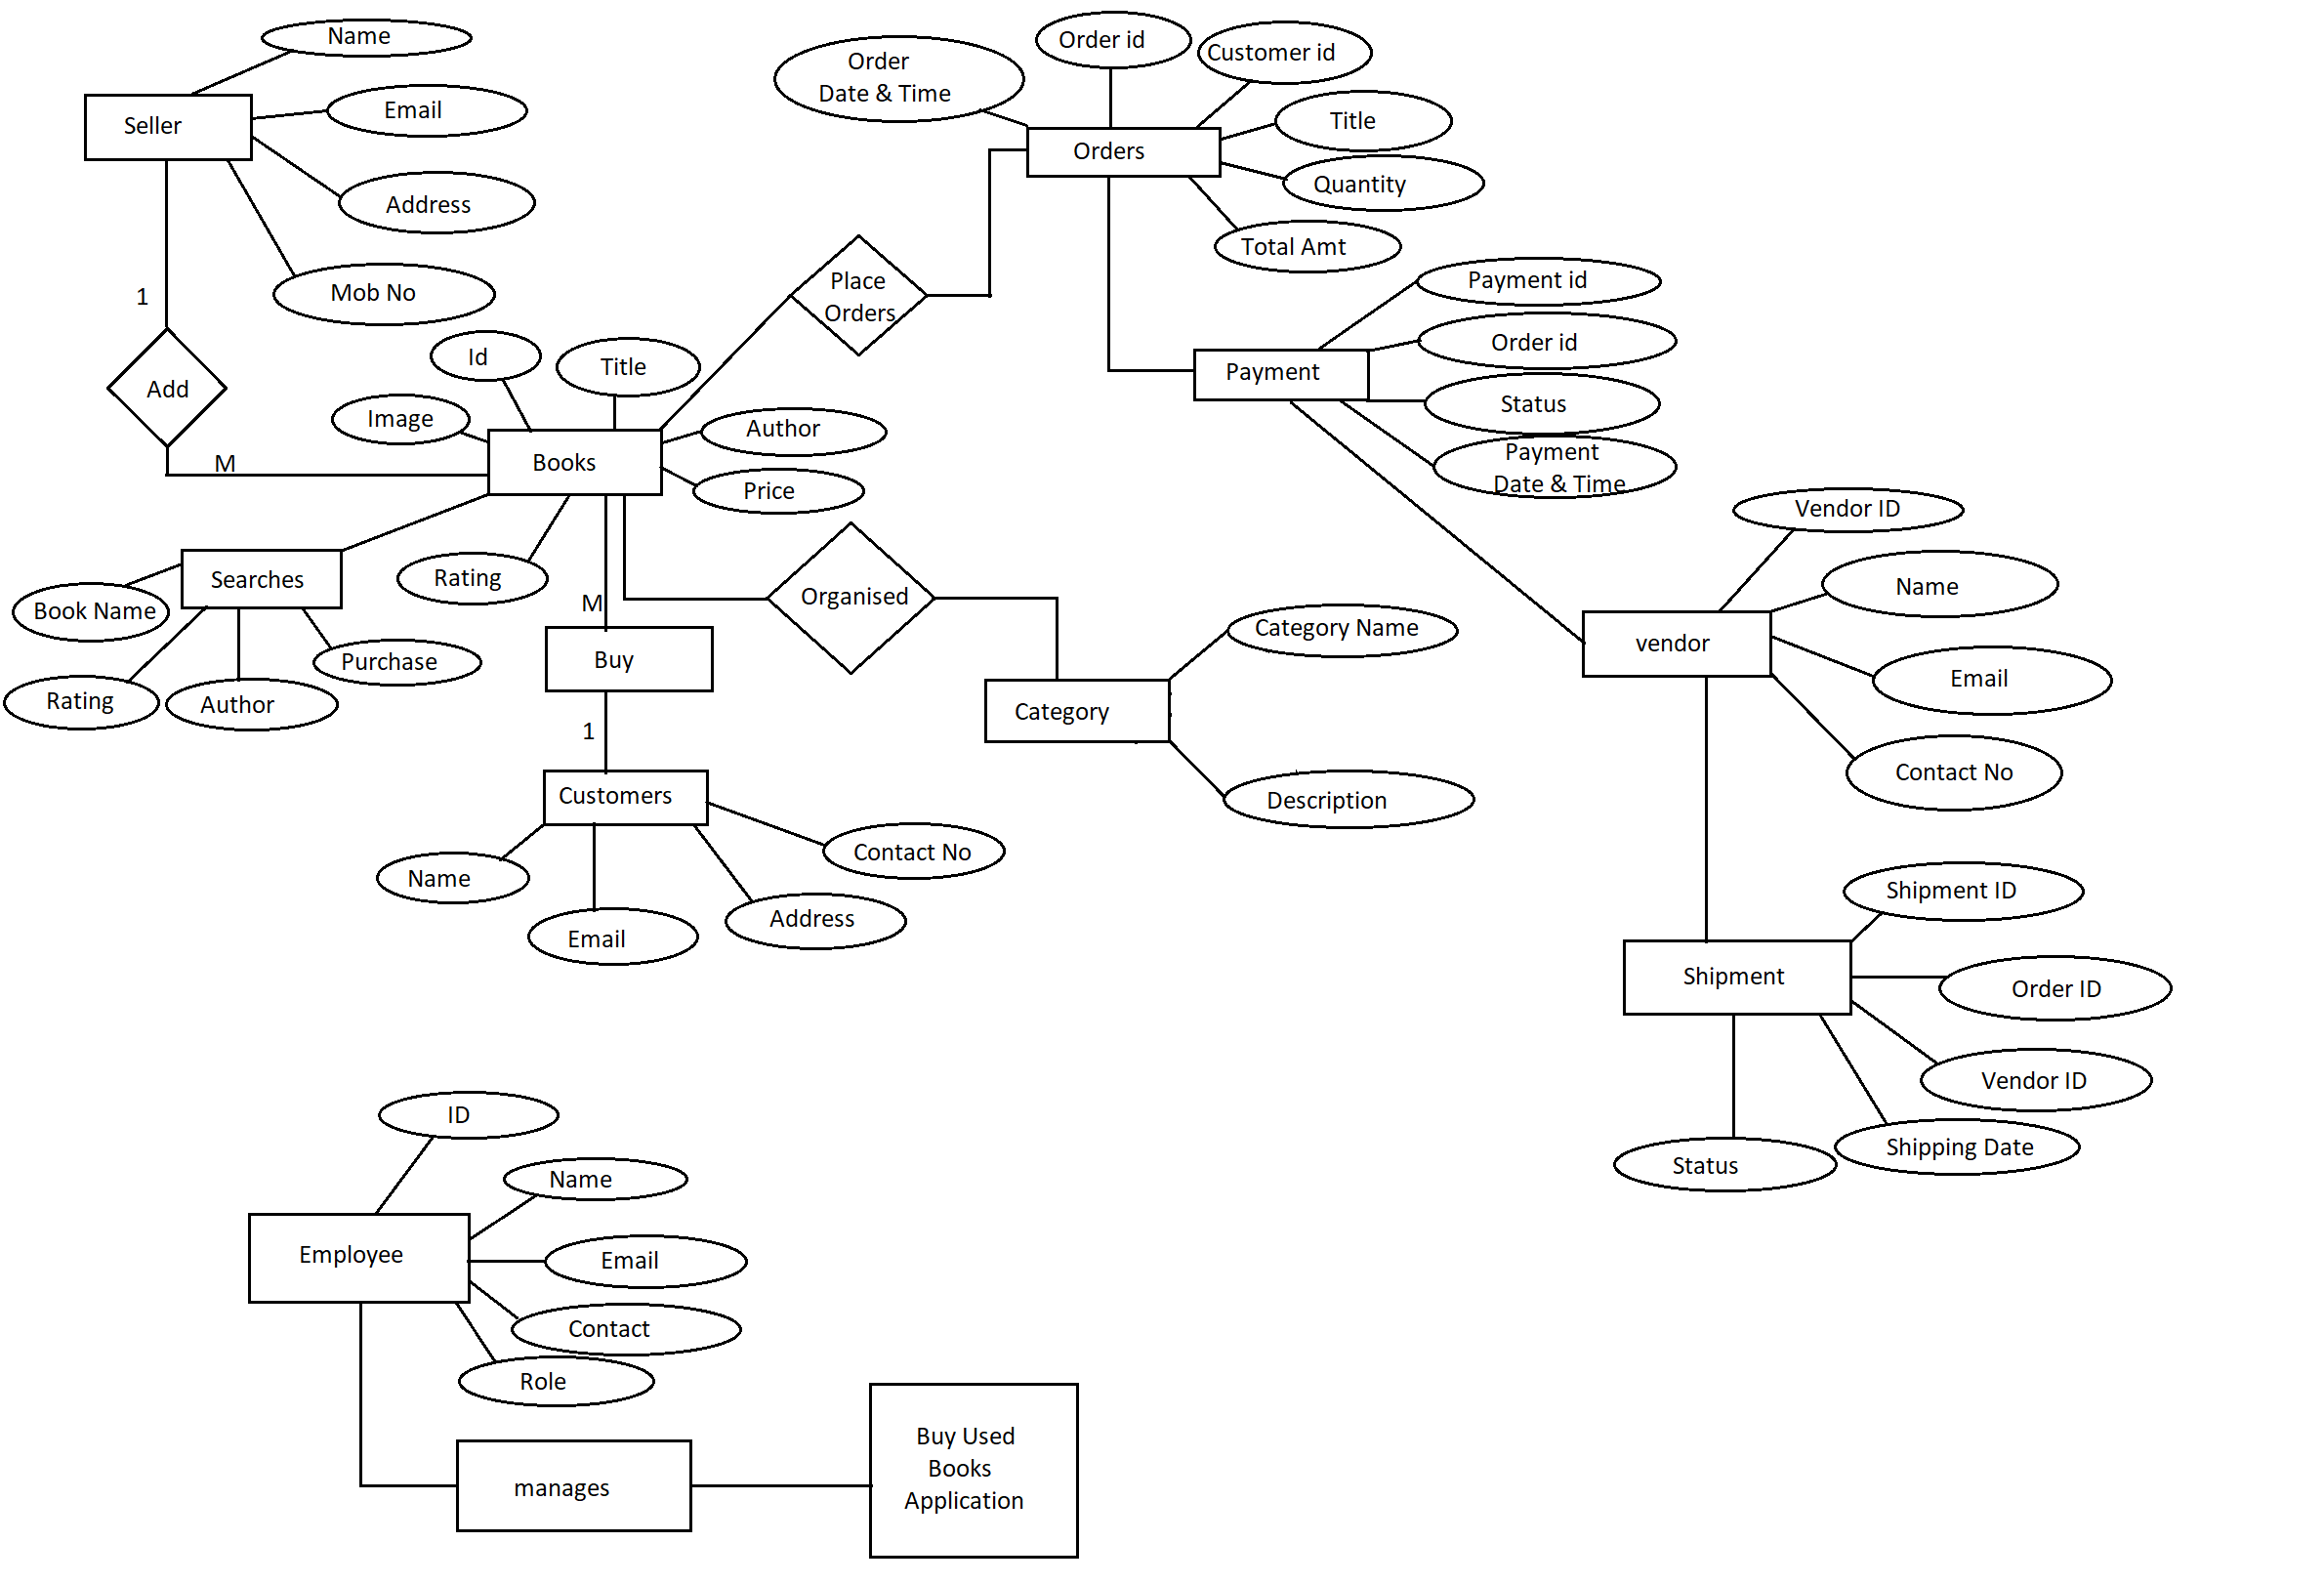 Name
Email
Seller
Address
Mob No
1
Add
M
Order
Date & Time
Order id
Customer id
Title
Orders
Quantity
Total Amt
Place
Orders
Payment id
Order id
Payment
Status
Payment
Date & Time
Id
Title
Image
Author
Books
Price
Rating
Searches
Book Name
Purchase
Rating
Author
M
Buy
1
Organised
Category Name
Category
Description
Customers
Contact No
Name
Address
Email
Vendor ID
Name
vendor
Email
Contact No
Shipment ID
Shipment
Order ID
Vendor ID
Shipping Date
Status
ID
Name
Employee
Email
Contact
Role
manages
Buy Used
Books
Application